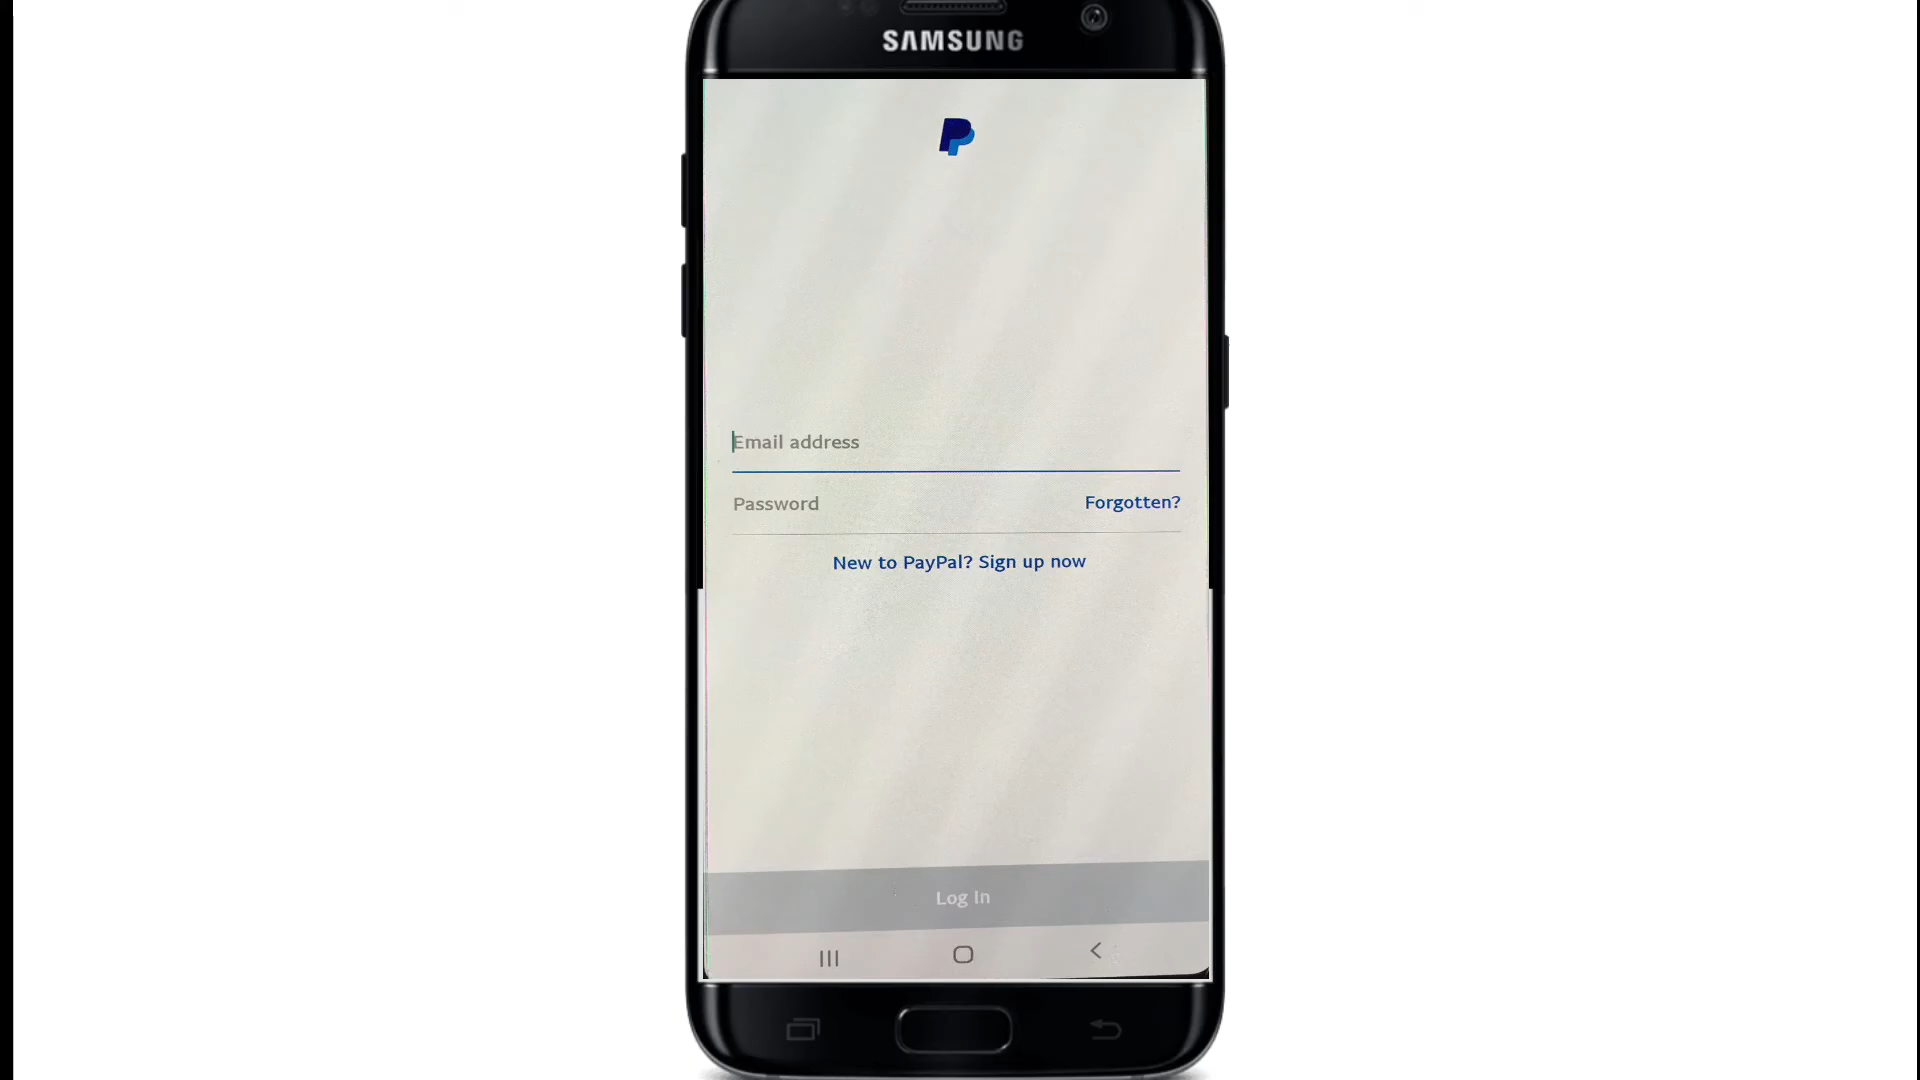 SAMSUNG
Email address
Password
Forgotten?
New to PayPal? Sign up now
Log In